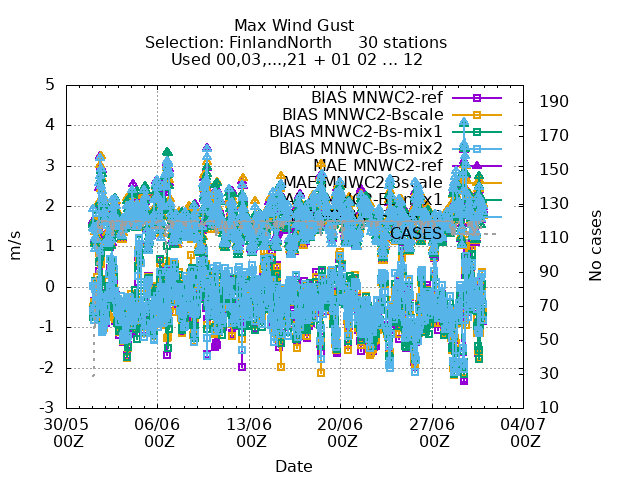 Max Wind Gust
Selection: FinlandNorth 30 stations
Used 00,03,...,21 + 01 02 ... 12
BIAS MNWC2-ref
BIAS MNWC2-Bscale
BIAS MNWC2-Bs-mix1
BIAS MNWC-Bs-mix2
MAE MNWC2-ref
MAE MNWC2-Bscale
CASES
5
4
3
2
1
0
-1
-2
-3
m/s
190
170
150
130
110
90
70
50
30
10
No cases
30/05 06/06 13/06 20/06 27/06 04/07
00Z 00Z 00Z 00Z 00Z 00Z
Date